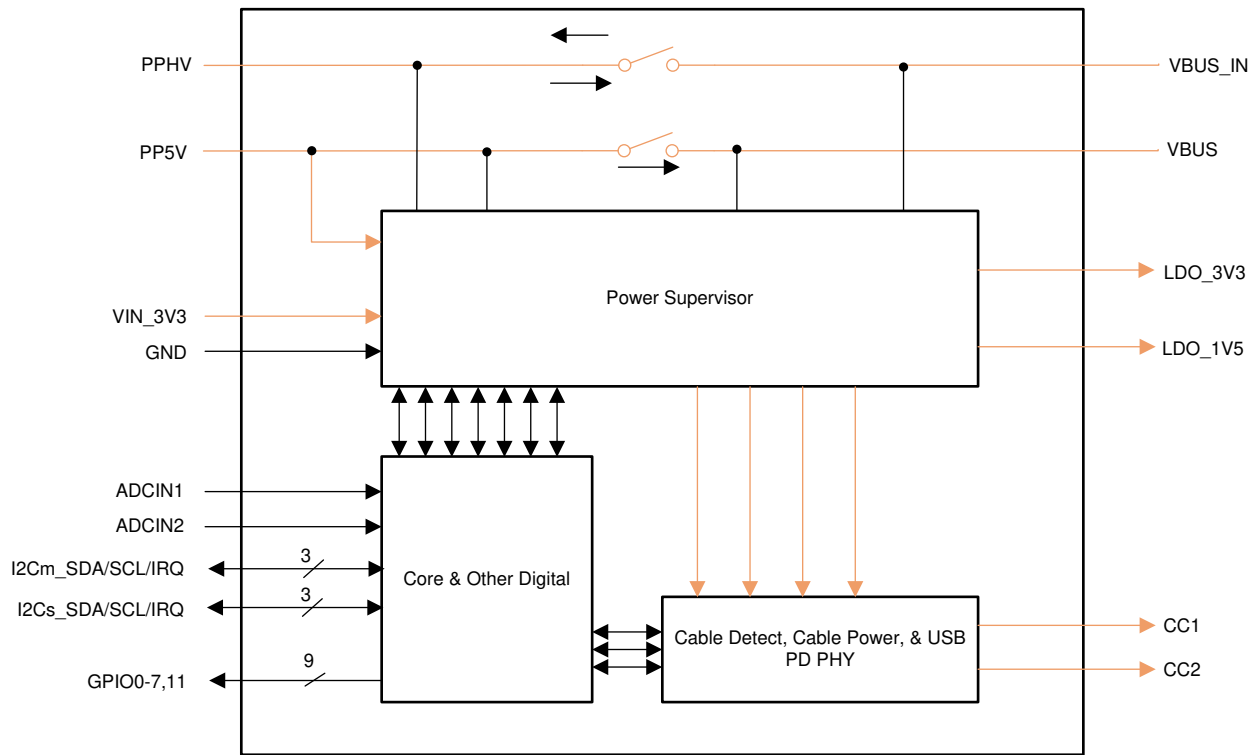 PPHV
VBUS_IN
PP5V
VBUS
LDO_3V3
Power Supervisor
VIN_3V3
GND
LDO_1V5
ADCIN1
ADCIN2
I2Cm_SDA/SCL/IRQ
3
Core & Other Digital
I2Cs_SDA/SCL/IRQ
3
Cable Detect, Cable Power, & USB
PD PHY
CC1
CC2
9
GPIO0-7,11